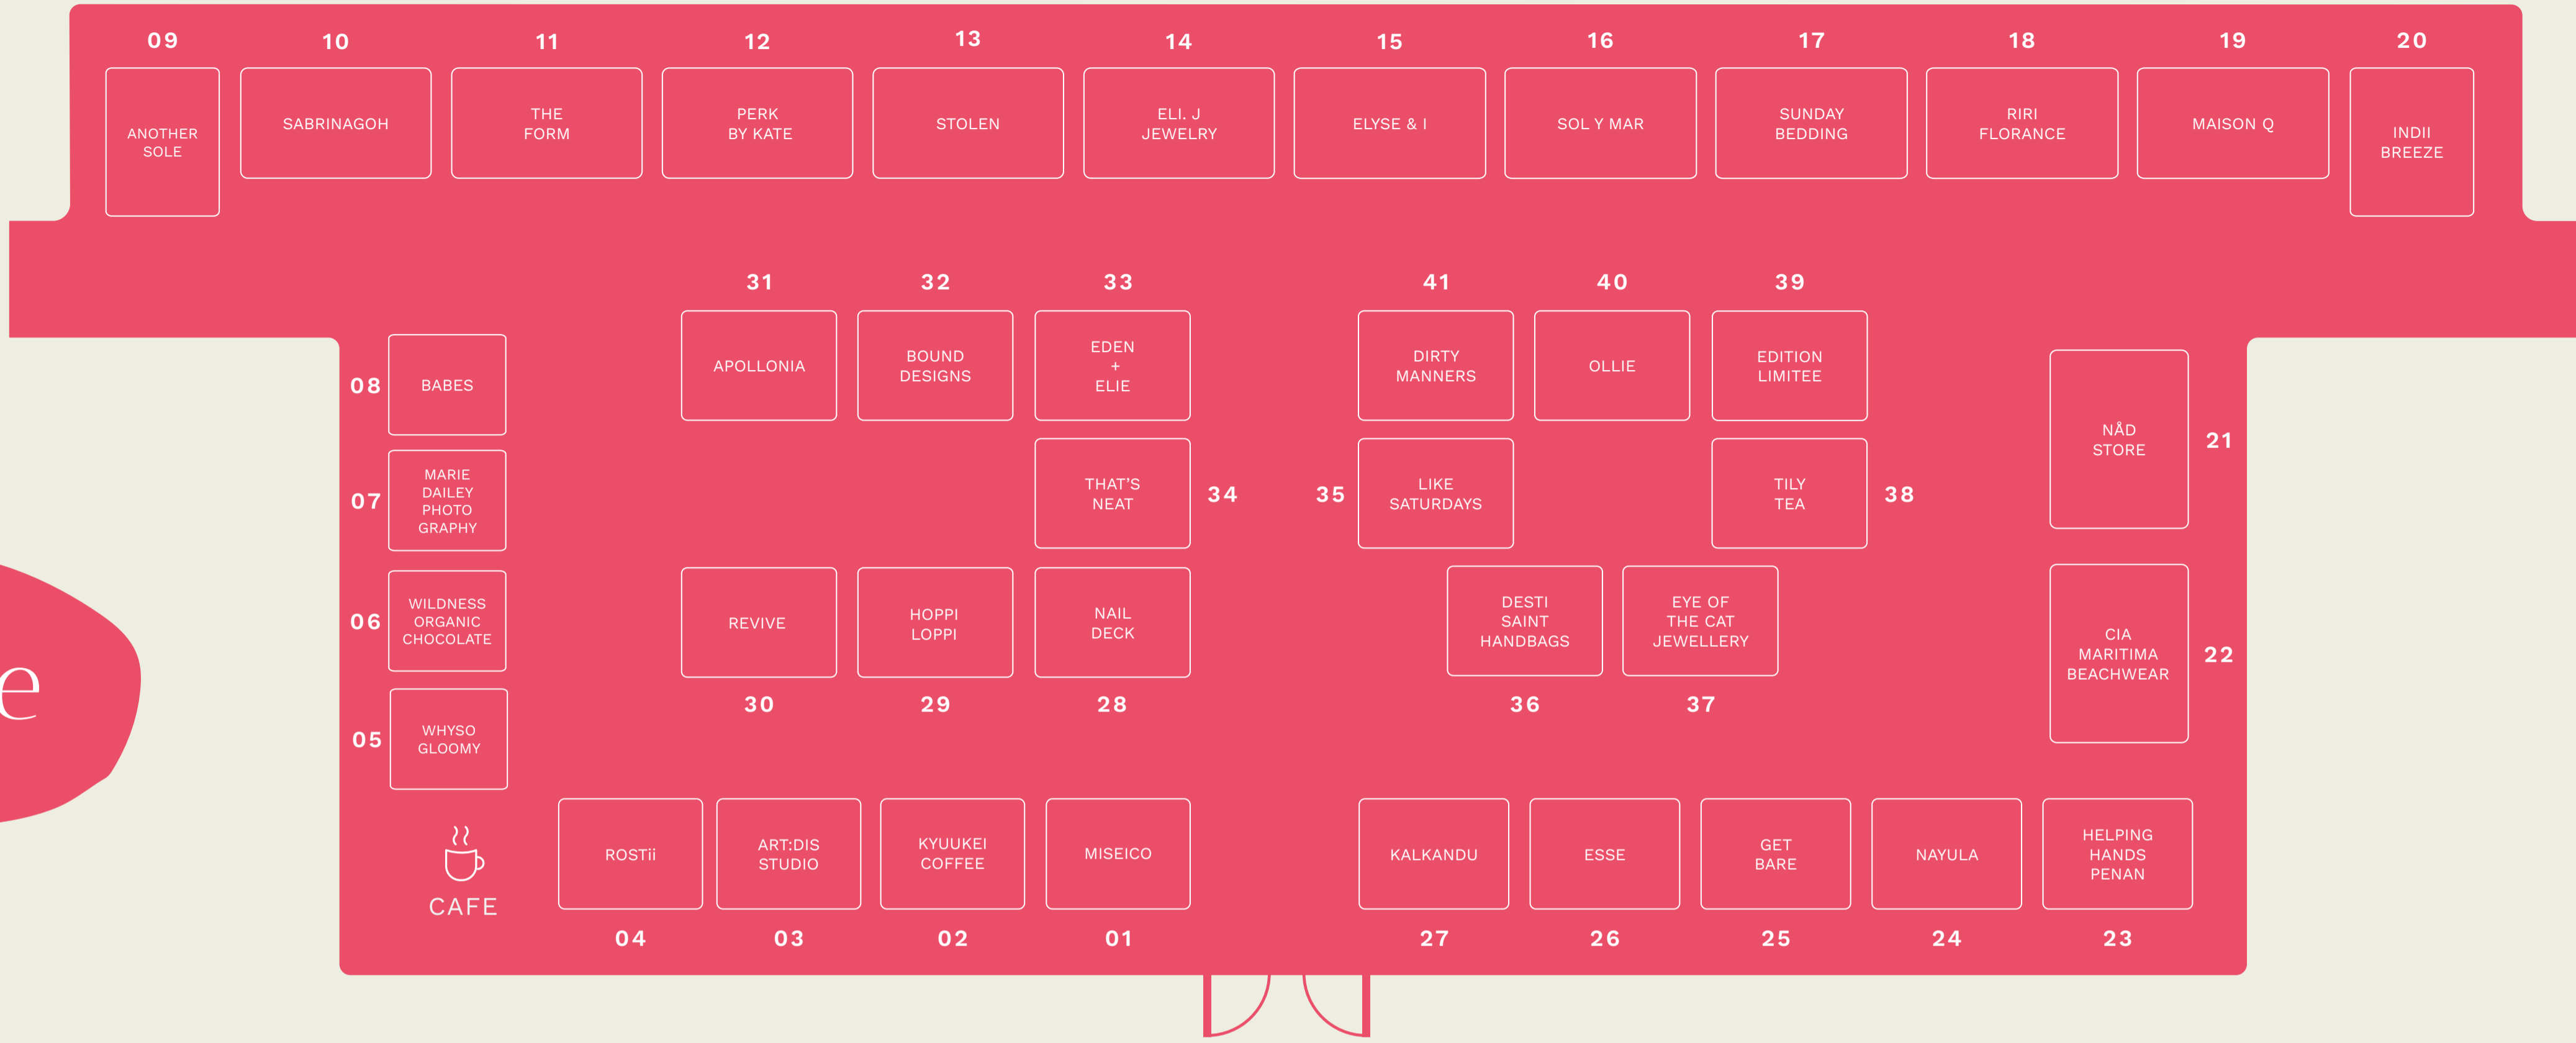 09 10 11 12 13 14 15 16 17 18 19 20
ANOTHER
SOLE
SABRINAGOH
THE
FORM
PERK
BY KATE
STOLEN
ELI. J
JEWELRY
ELYSE & I
SOL Y MAR
SUNDAY
BEDDING
RIRI
FLORANCE
MAISON Q
INDII
BREEZE
31 32 33 41 40 39
APOLLONIA
BOUND
DESIGNS
EDEN
+
ELIE
DIRTY
MANNERS
OLLIE
EDITION
LIMITEE
08
BABES
NÅD
STORE
21
07
MARIE
DAILEY
PHOTO
GRAPHY
THAT'S
NEAT
34
35
LIKE
SATURDAYS
TILY
TEA
38
06
WILDNESS
ORGANIC
CHOCOLATE
REVIVE
HOPPI
LOPPI
NAIL
DECK
DESTI
SAINT
HANDBAGS
EYE OF
THE CAT
JEWELLERY
CIA
MARITIMA
BEACHWEAR
22
e
30 29 28 36 37
05
WHYSO
GLOOMY
CAFE
ROSTii
ART:DIS
STUDIO
KYUUKEI
COFFEE
MISEICO
KALKANDU
ESSE
GET
BARE
NAYULA
HELPING
HANDS
PENAN
04 03 02 01 27 26 25 24 23